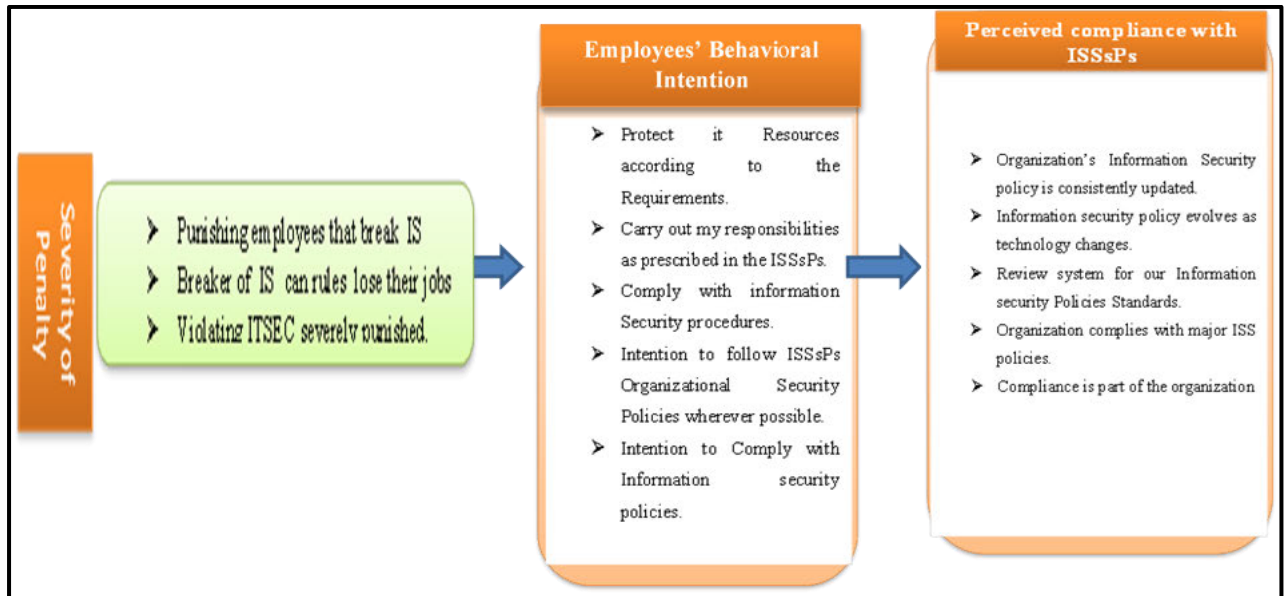 Severity of
Penalty
➢ Punishing employees that break IS
➢ Breaker of IS can rules lose their jobs
➢ Violating ITSEC severely punished.
Employees' Behavioral
Intention
➢ Protect it Resources
according to the
Requirements.
➢ Carry out my responsibilities
as prescribed in the ISSsPs.
➢ Comply with information
Security procedures.
➢ Intention to follow ISSsPs
Organizational Security
Policies wherever possible.
➢ Intention to Comply with
Information security
policies.
Perceived compliance with
ISSsPs
➢ Organization's Information Security
policy is consistently updated.
➢ Information security policy evolves as
technology changes.
➢ Review system for our Information
security Policies Standards.
➢ Organization complies with major ISS
policies.
➢ Compliance is part of the organization